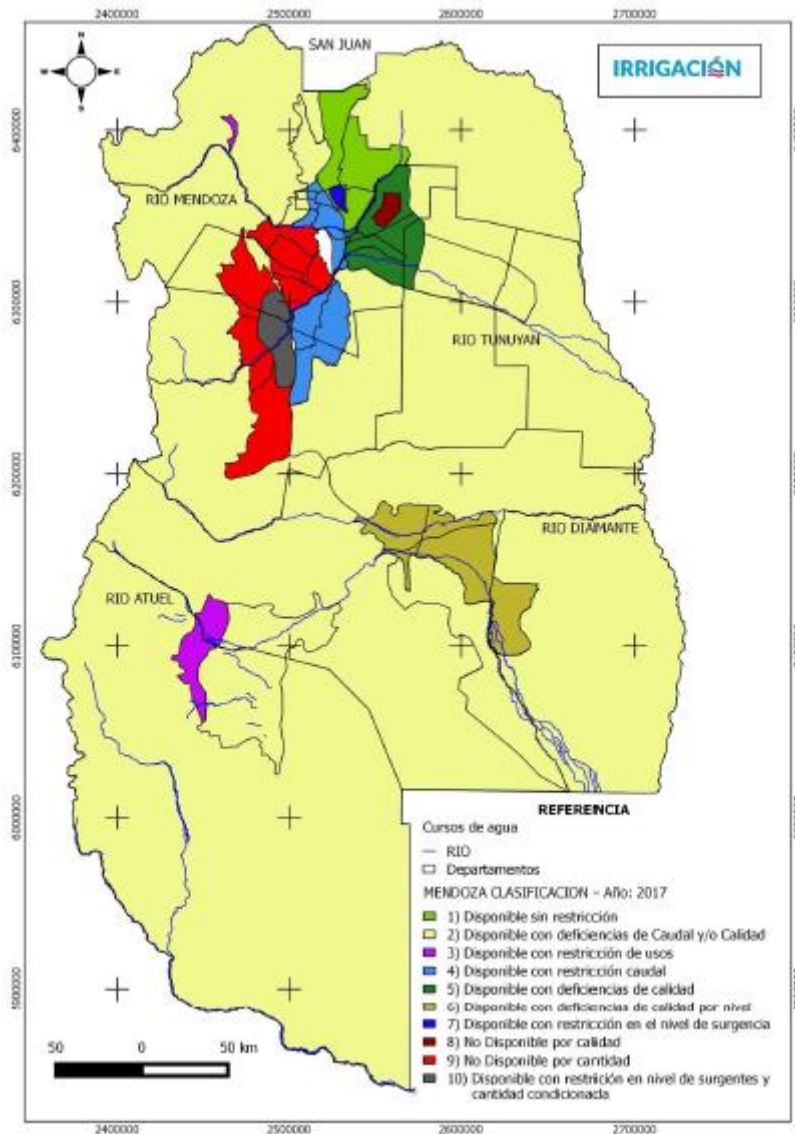 2400000 2500000 2600000 2700000
N
SAN JUAN
IRRIGACIÓN
6400000
RIO MENDOZA
6300000
RIO TUNUYAN
6200000
RIO DIAMANTE
RIO ATUEL
6100000
6000000
REFERENCIA
Cursos de agua
RIO
Departamentos
MENDOZA CLASIFICACION - Año: 2017
1) Disponible sin restricción
2) Disponible con deficiencias de Caudal y/o Calidad
3) Disponible con restricción de usos
4) Disponible con restricción caudal
5) Disponible con deficiencias de calidad
6) Disponible con deficiencias de calidad por nivel
7) Disponible con restricción en el nivel de surgencia
8) No Disponible por calidad
9) No Disponible por cantidad
10) Disponible con restriición en nivel de surgentes y
cantidad condicionada
50 0 50 km
2400000 2500000 2600000 2700000